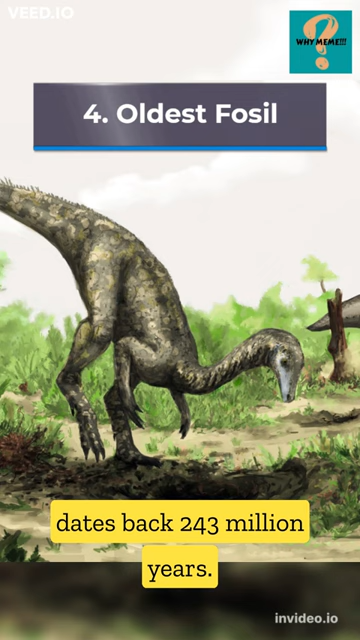 VEED.IO
WHY MEME!!!
4. Oldest Fosil
dates back 243 million
years.
invideo.io